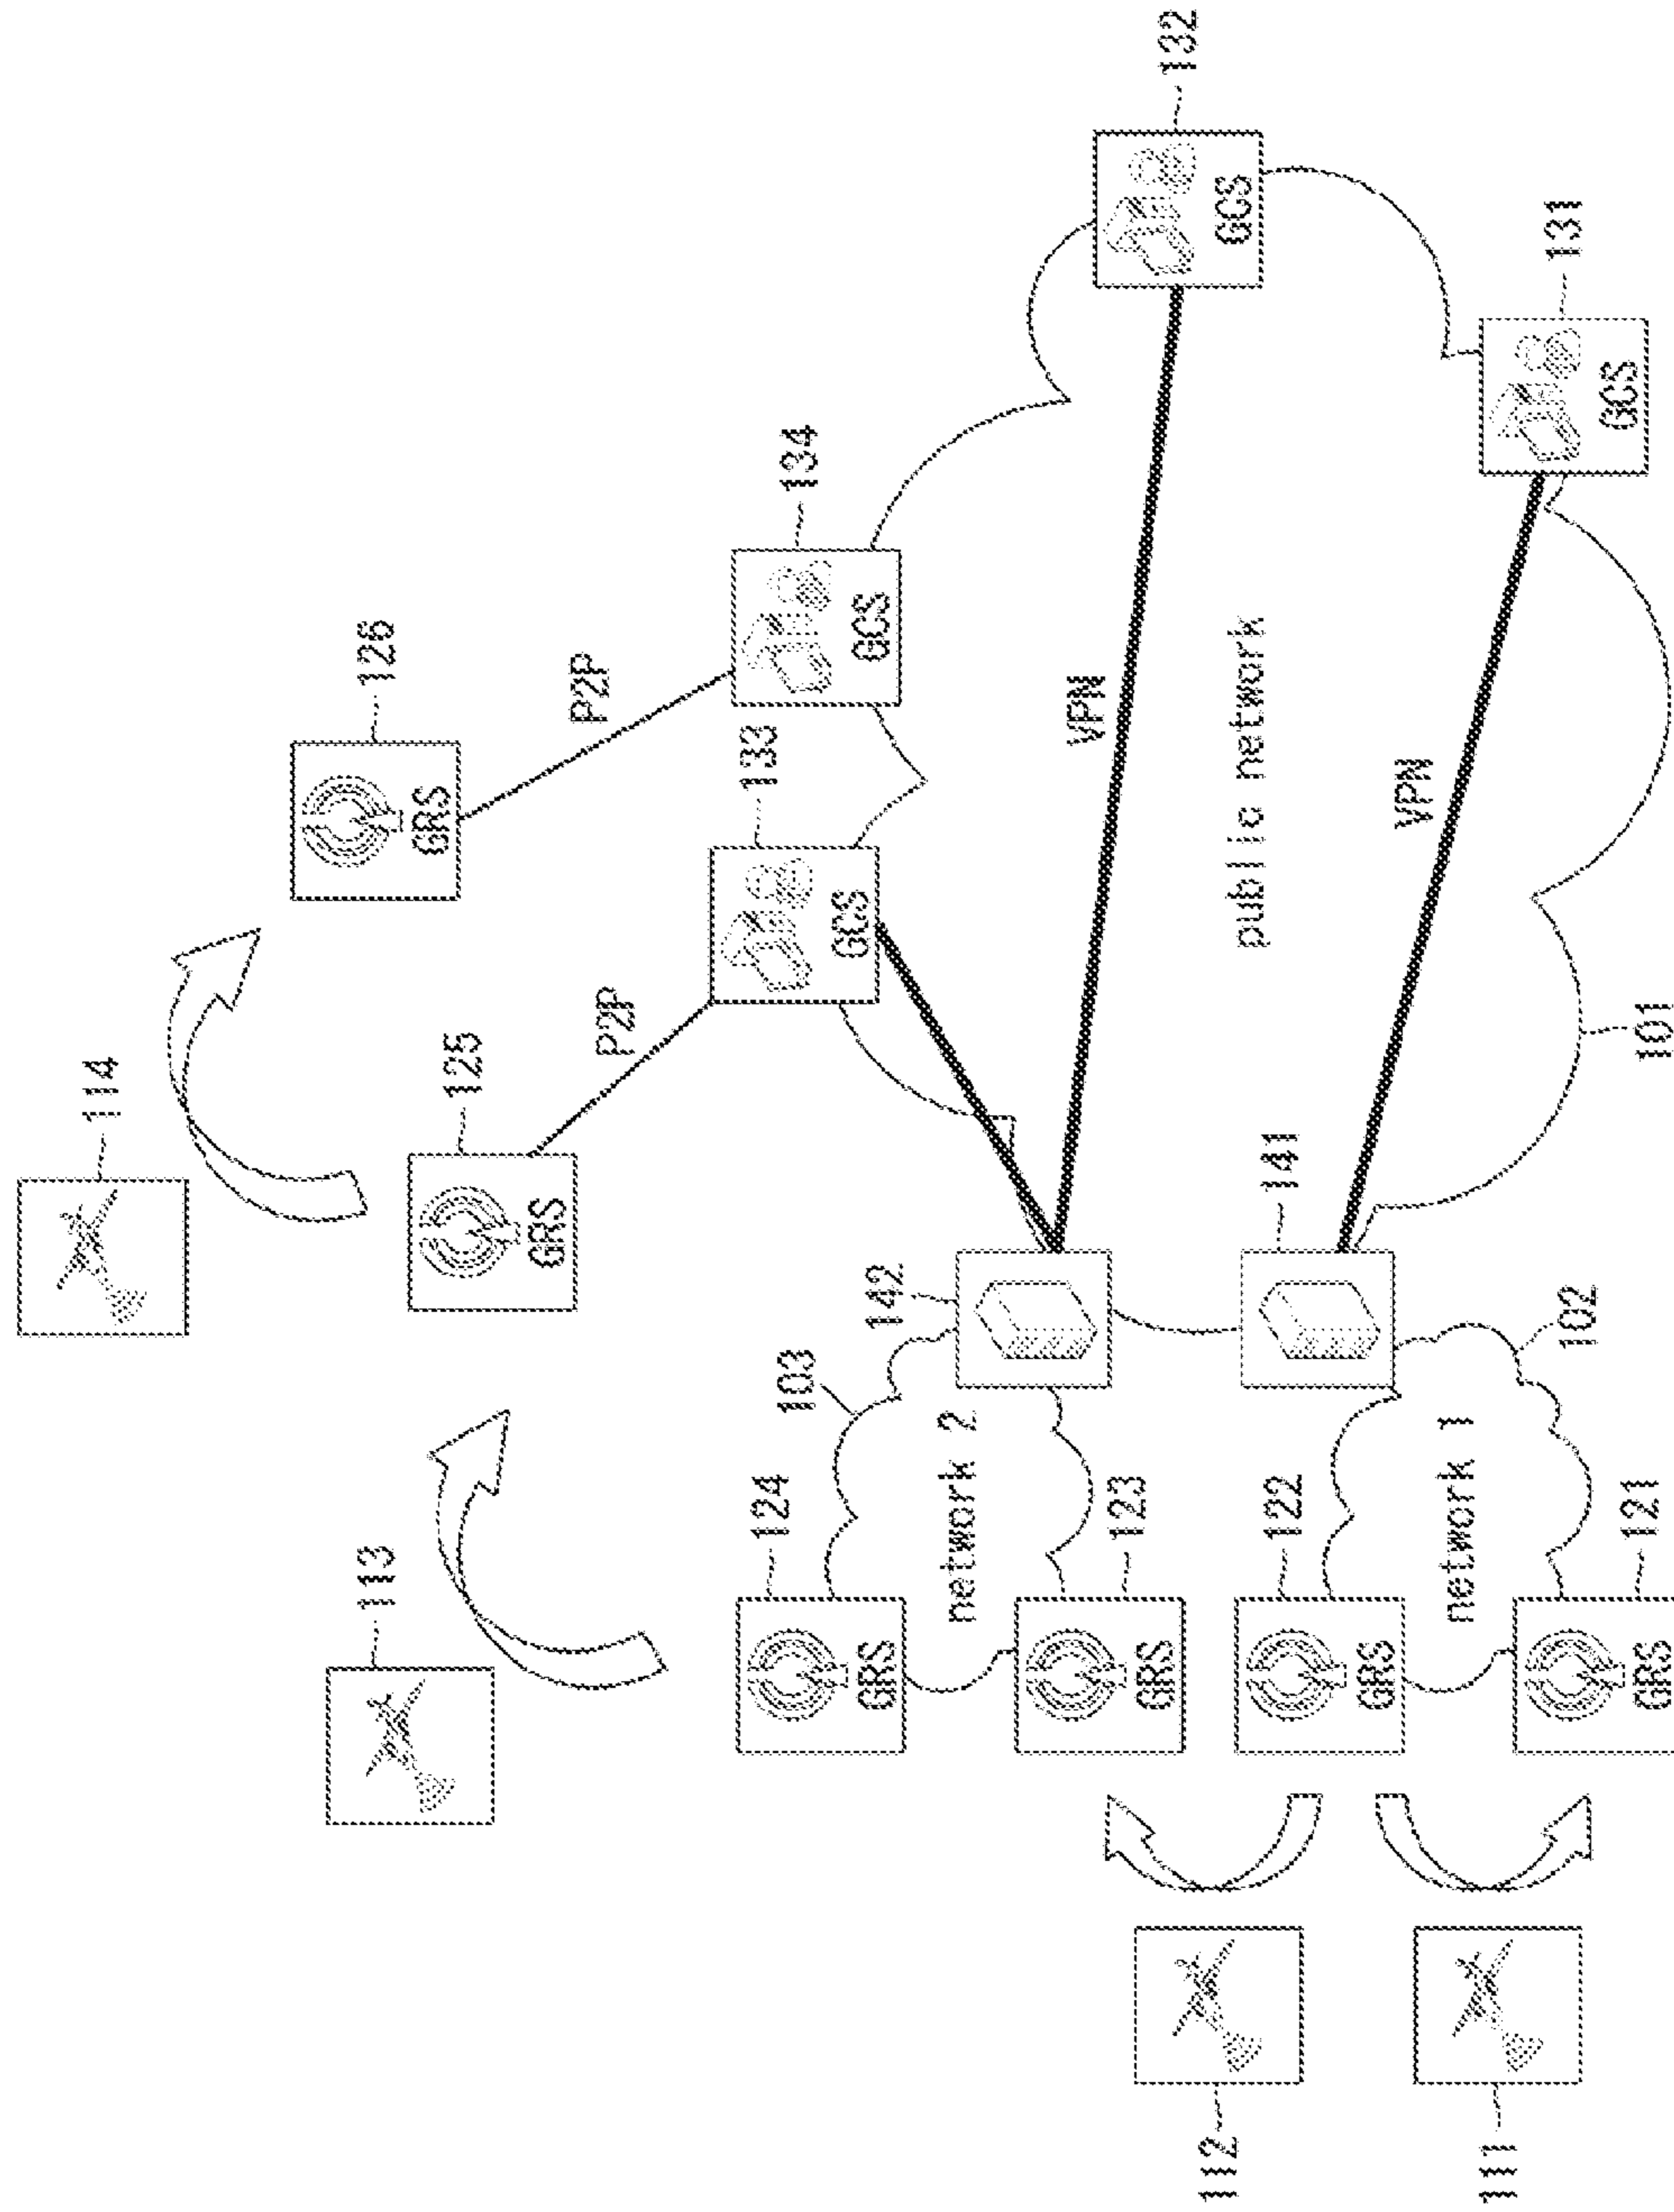 114
126
113
GRS
125
GRS
P2P
P2P
133
124
103
134
GCS
GCS
GRS
142
network 2
VPN
123
GRS
132
112
GCS
public network
122
141
GRS
VPN
network 1
111
131
102
GCS
121
101
GRS